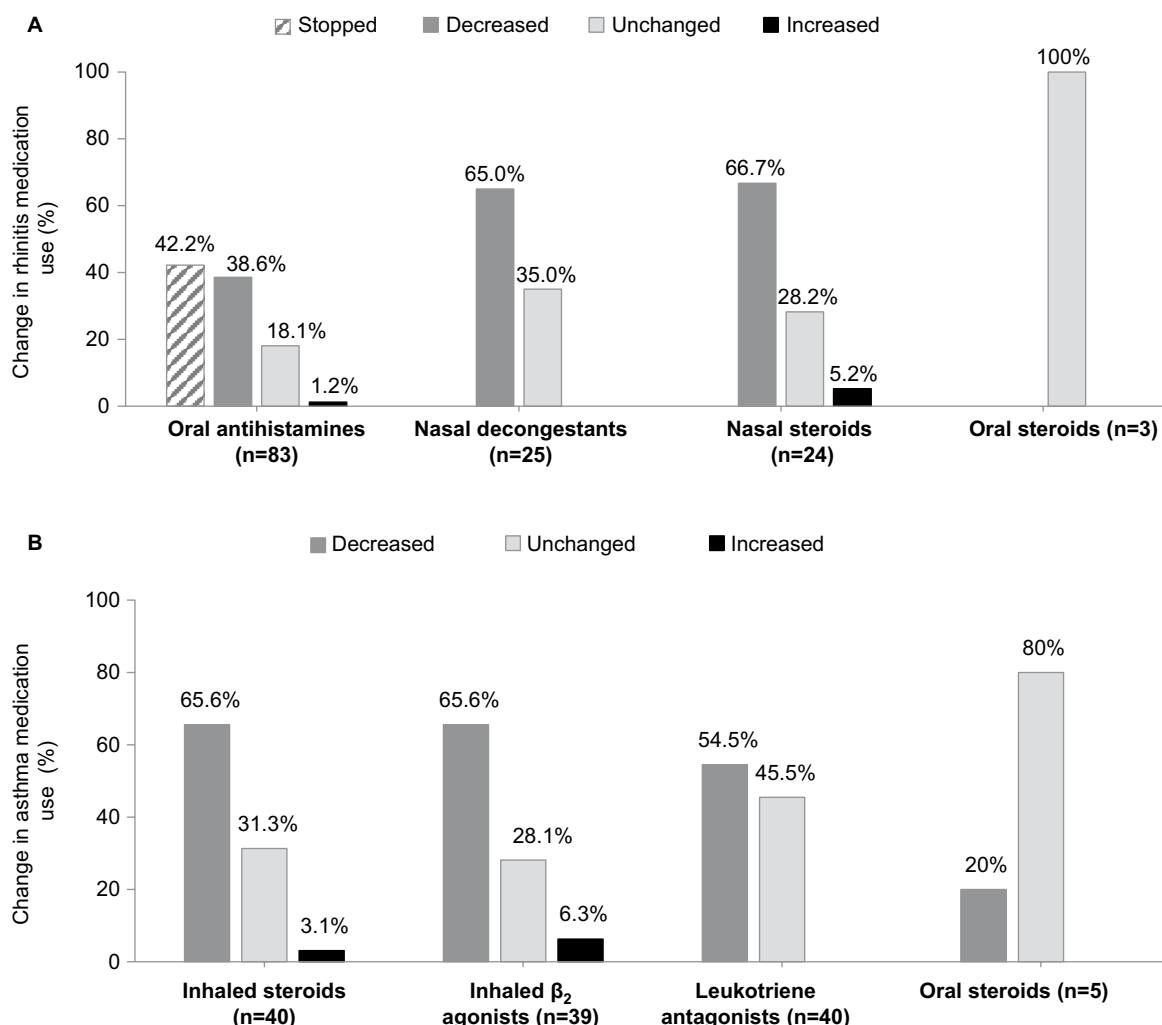 A
Stopped Decreased Unchanged Increased
Change in rhinitis medication
use (%)
100
80
60
40
20
0
42.2%
38.6%
18.1%
1.2%
65.0%
35.0%
66.7%
28.2%
5.2%
100%
Oral antihistamines
(n=83)
Nasal decongestants
(n=25)
Nasal steroids
(n=24)
Oral steroids (n=3)
B
Decreased Unchanged Increased
Change in asthma medication
use (%)
100
80
60
40
20
0
65.6%
31.3%
3.1%
65.6%
28.1%
6.3%
54.5%
45.5%
20%
80%
Inhaled steroids
(n=40)
Inhaled β₂
agonists (n=39)
Leukotriene
antagonists (n=40)
Oral steroids (n=5)